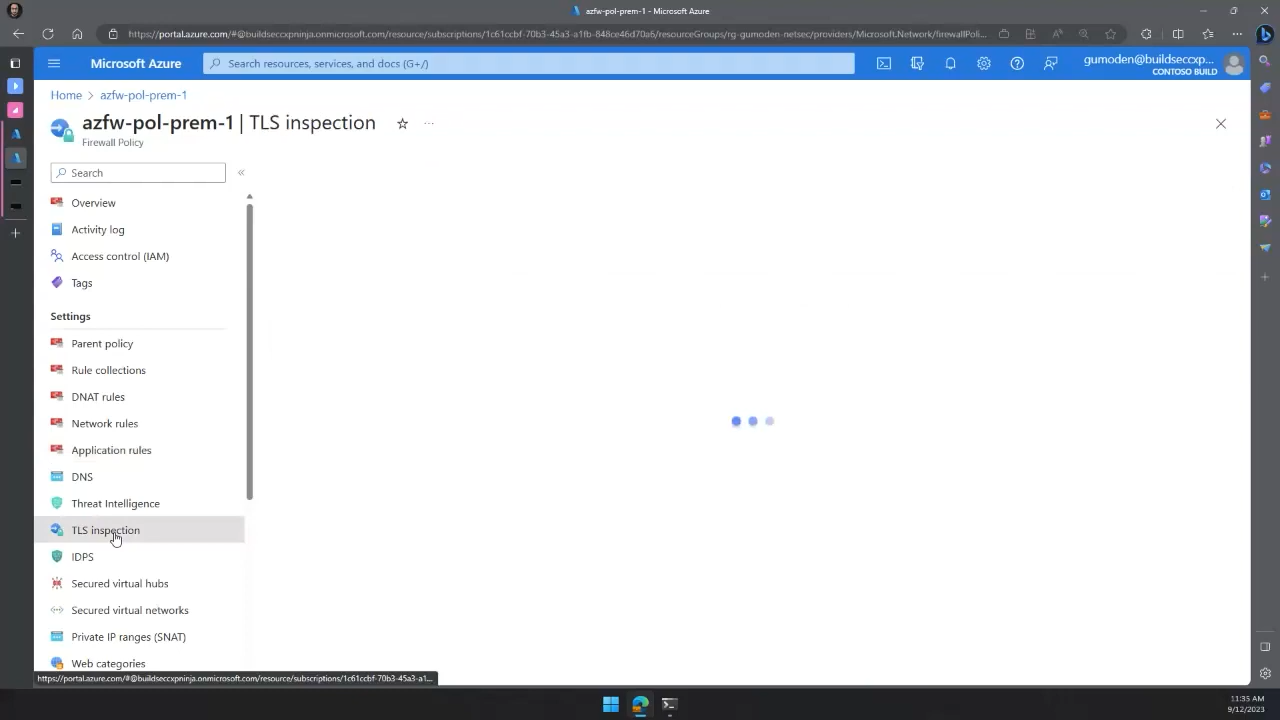 azfw-pol-prem-1 - Microsoft Azure
https://portal.azure.com/#@buildseccxpninja.onmicrosoft.com/resource/subscriptions/1c61ccbf-70b3-45a3-a1fb-848ce46d70a6/resourceGroups/rg-gumoden-netsec/providers/Microsoft.Network/firewallPoli...
Microsoft Azure
Search resources, services, and docs (G+/)
gumoden@buildseccxp...
CONTOSO BUILD
Home > azfw-pol-prem-1
azfw-pol-prem-1 | TLS inspection
Firewall Policy
Search
Overview
Activity log
Access control (IAM)
Tags
Settings
Parent policy
Rule collections
DNAT rules
Network rules
Application rules
DNS
Threat Intelligence
TLS inspection
IDPS
Secured virtual hubs
Secured virtual networks
Private IP ranges (SNAT)
Web categories
https://portal.azure.com/#@buildseccxpninja.onmicrosoft.com/resource/subscriptions/1c61ccbf-70b3-45a3-a1...
11:35 AM
9/12/2023